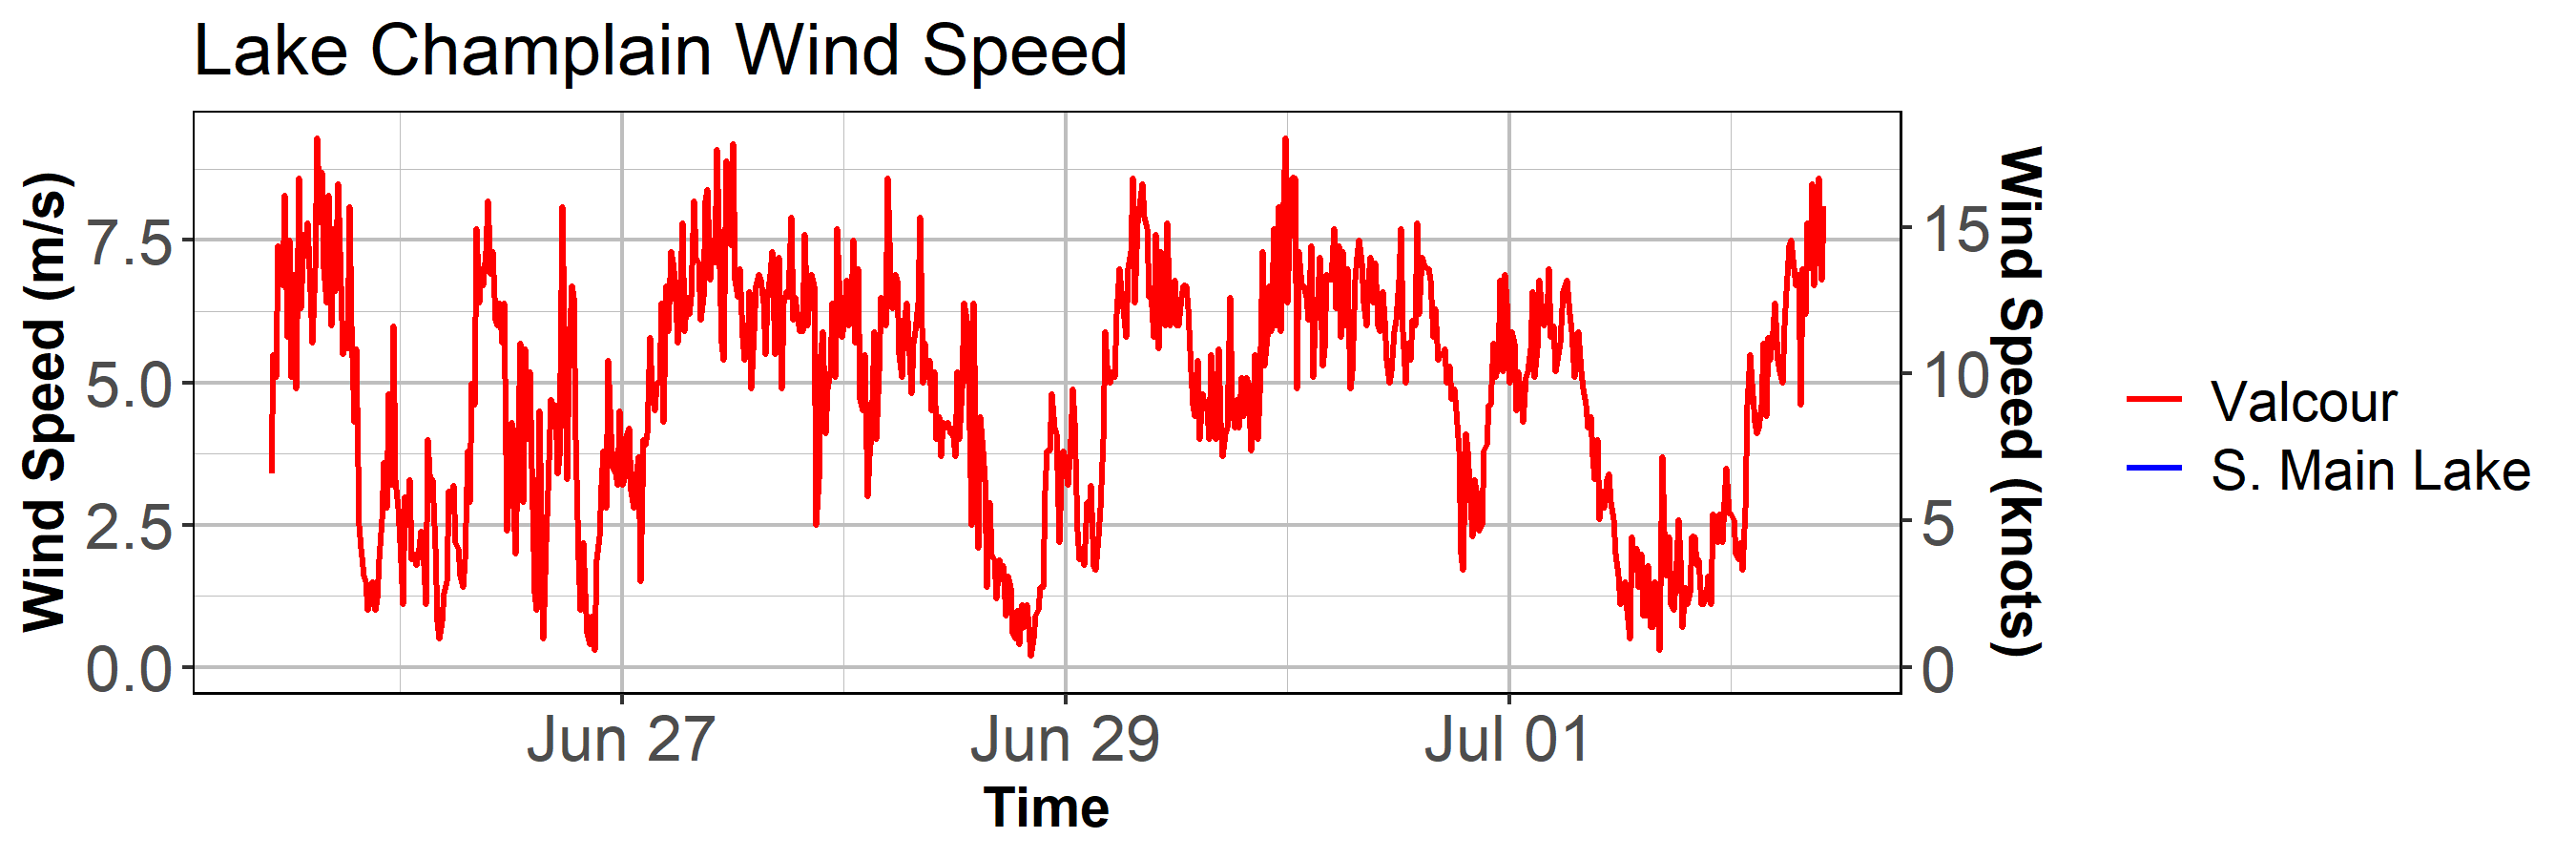 Lake Champlain Wind Speed
Wind Speed (m/s)
7.5
5.0
2.5
0.0
15
10
5
0
Wind Speed (knots)
Jun 27
Jun 29
Jul 01
Time
Valcour
S. Main Lake